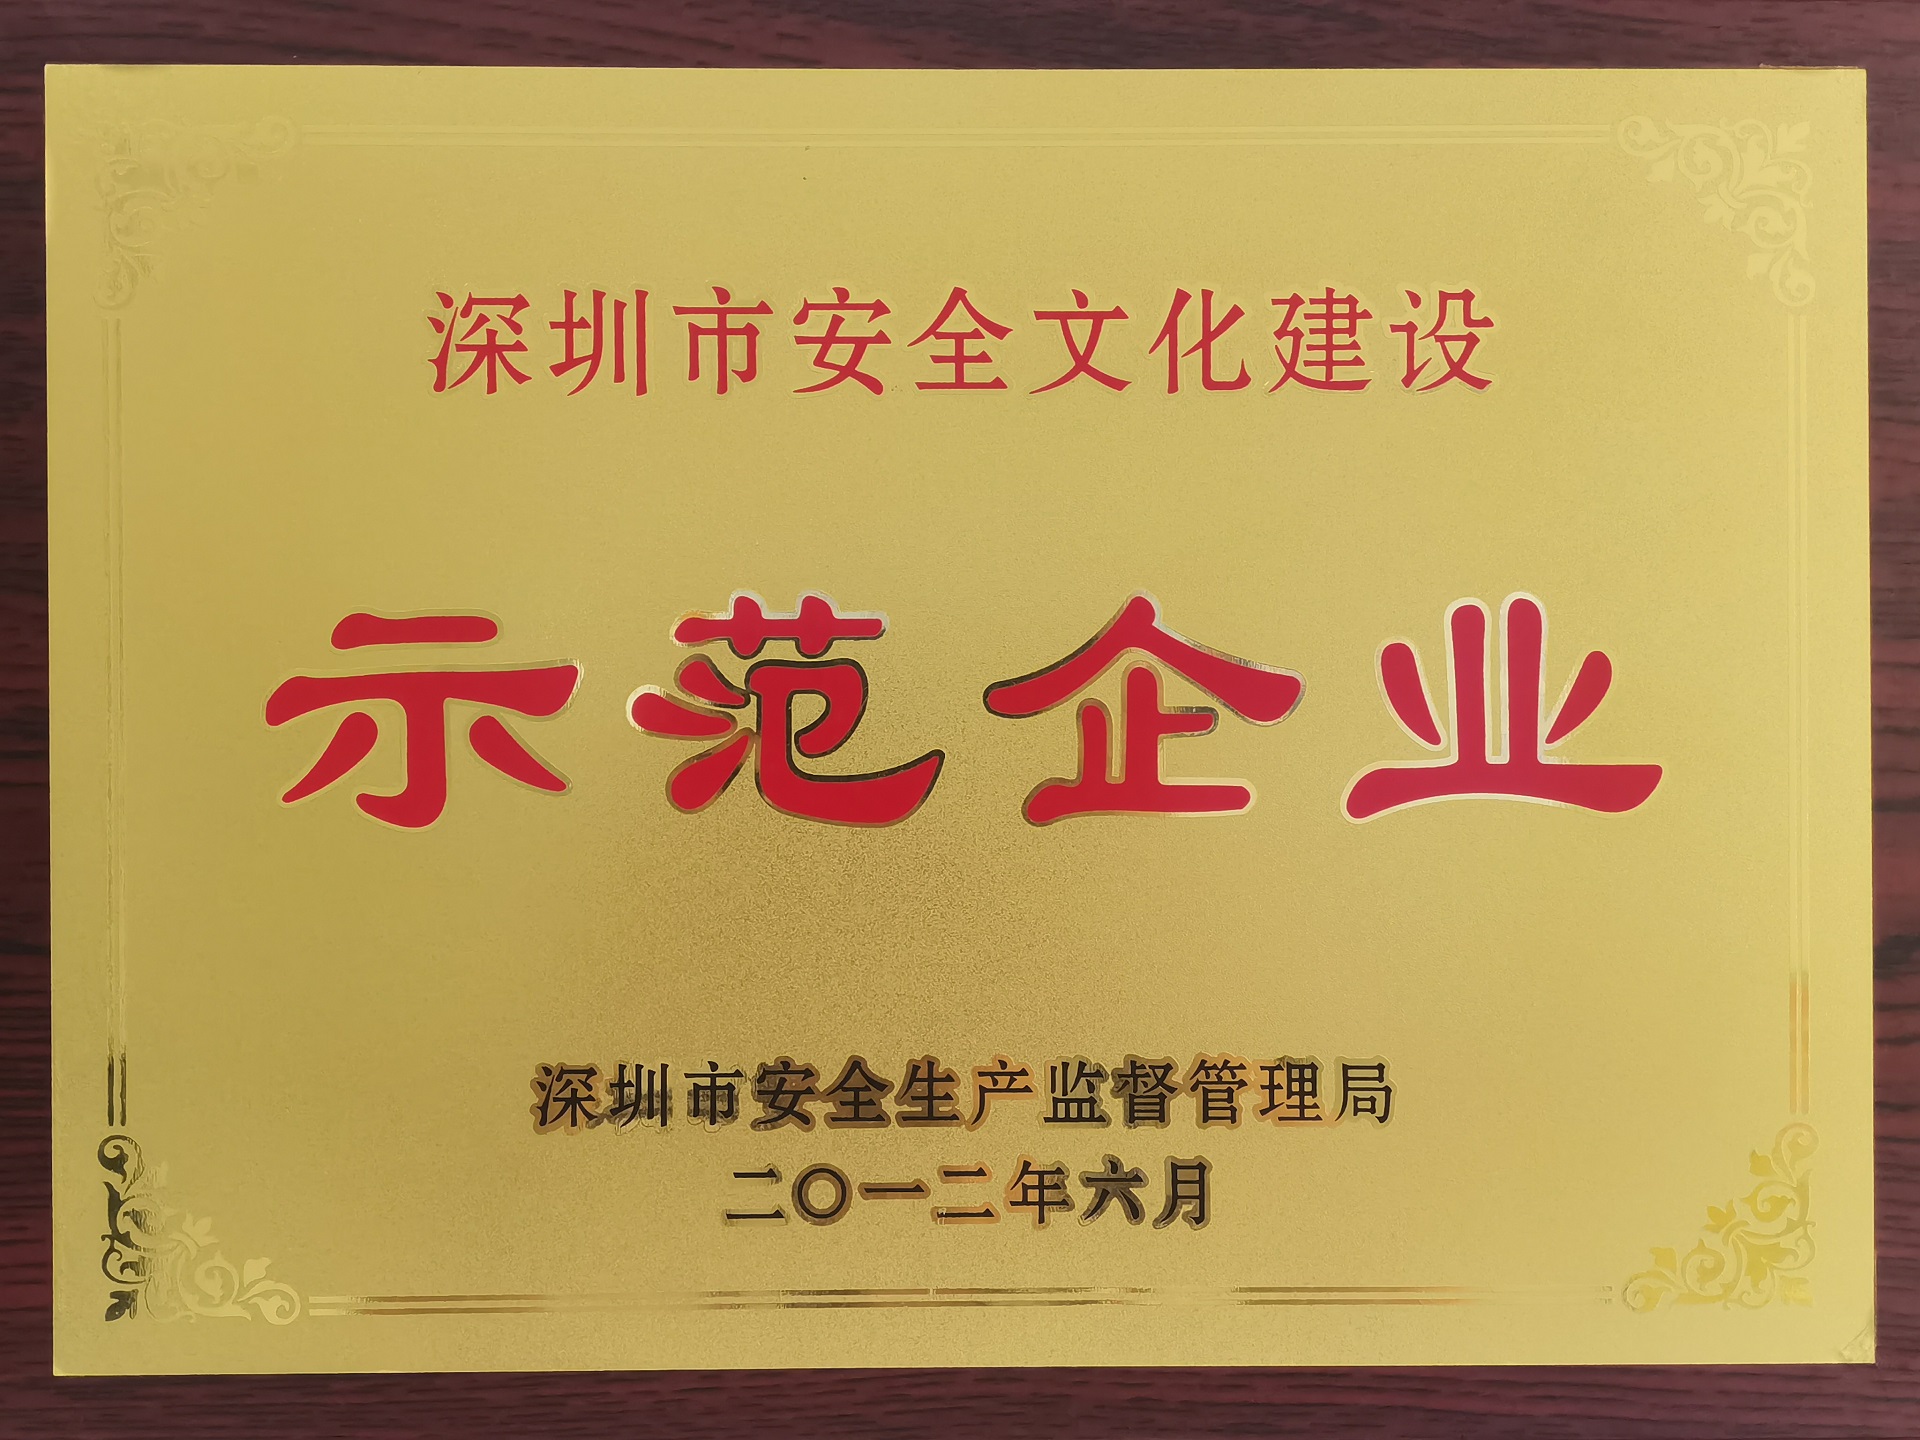 深圳市安全文化建设
示范企业
深圳市安全生产监督管理局
二〇一二年六月